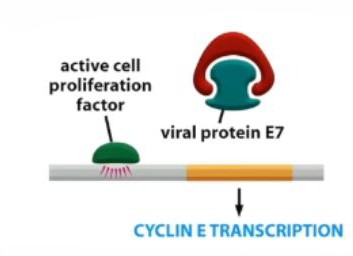 active cell
proliferation
factor
viral protein E7
CYCLIN E TRANSCRIPTION